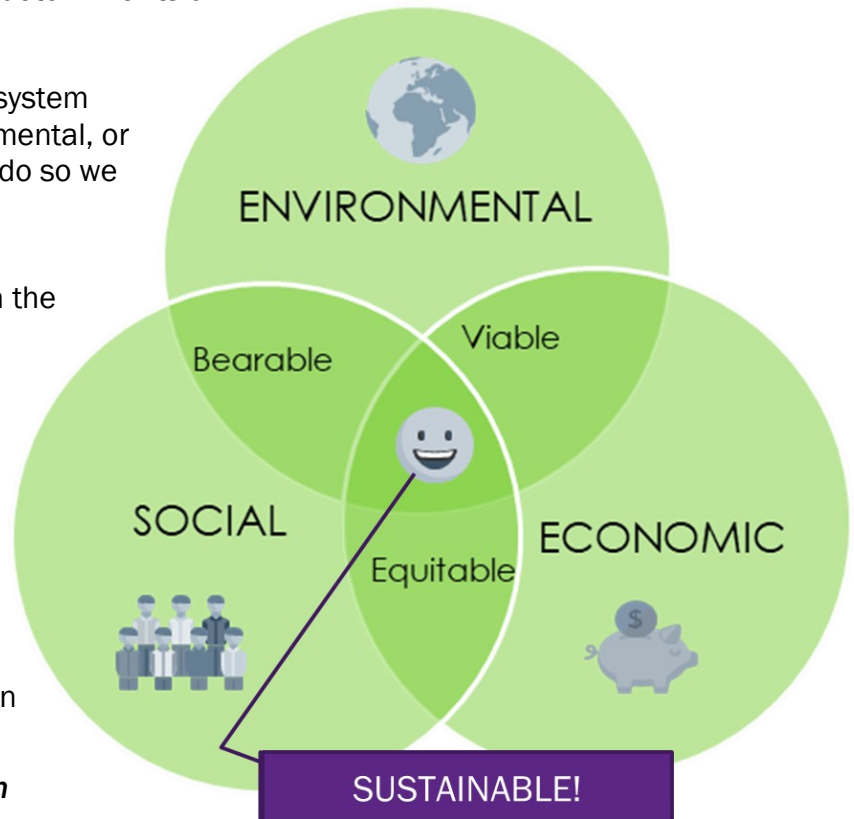 system
mental, or
do so we
n the
n
n
ENVIRONMENTAL
Bearable
Viable
SOCIAL
ECONOMIC
Equitable
$
SUSTAINABLE!